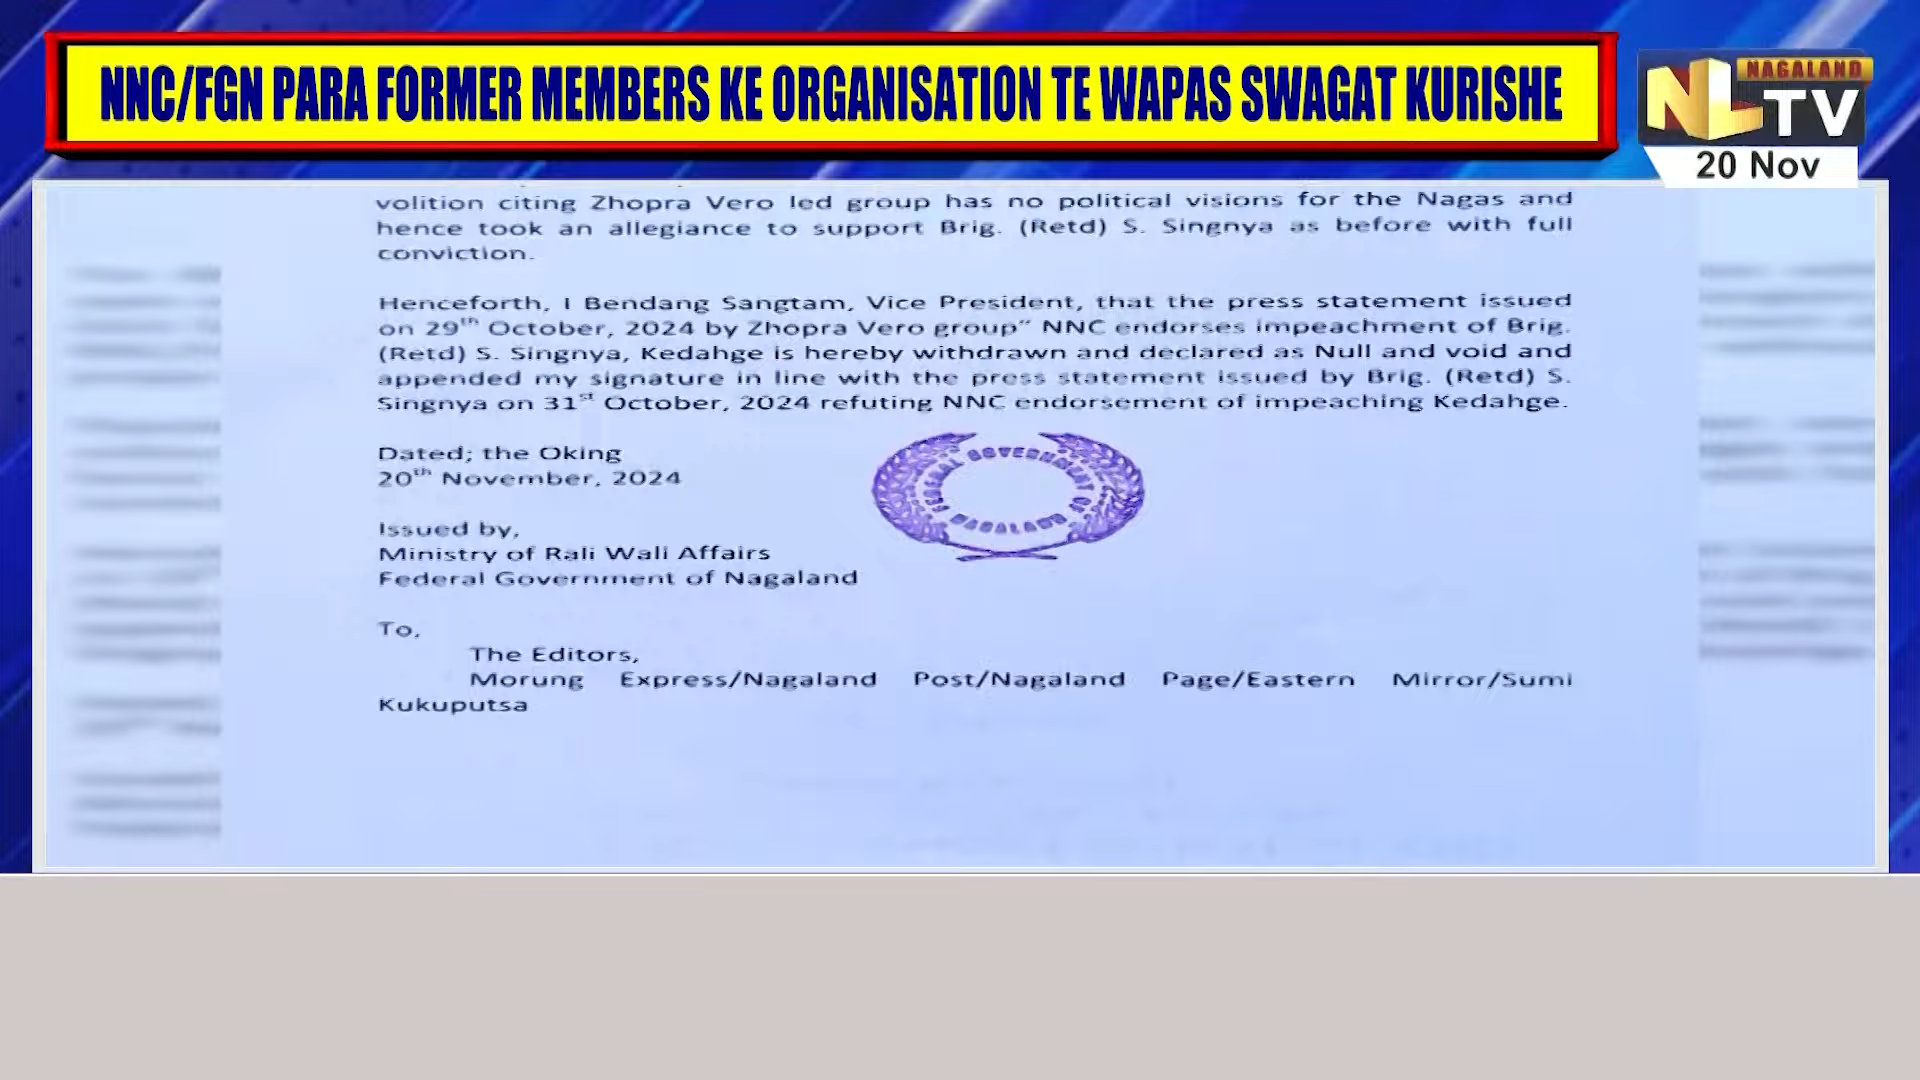 NNC/FGN PARA FORMER MEMBERS KE ORGANISATION TE WAPAS SWAGAT KURISHE
NAGALAND
NL TV
20 Nov
volition citing Zhopra Vero led group has no political visions for the Nagas and
hence took an allegiance to support Brig. (Retd) S. Singnya as before with full
conviction.
Henceforth, I Bendang Sangtam, Vice President, that the press statement issued
on 29th October, 2024 by Zhopra Vero group" NNC endorses impeachment of Brig.
(Retd) S. Singnya, Kedahge is hereby withdrawn and declared as Null and void and
appended my signature in line with the press statement issued by Brig. (Retd) S.
Singnya on 31st October, 2024 refuting NNC endorsement of impeaching Kedahge.
Dated; the Oking
20th November, 2024
FEDERAL GOVERNMENT OF
NAGALAND
Issued by,
Ministry of Rali Wali Affairs
Federal Government of Nagaland
To,
The Editors,
Morung Express/Nagaland Post/Nagaland Page/Eastern Mirror/Sumi
Kukuputsa